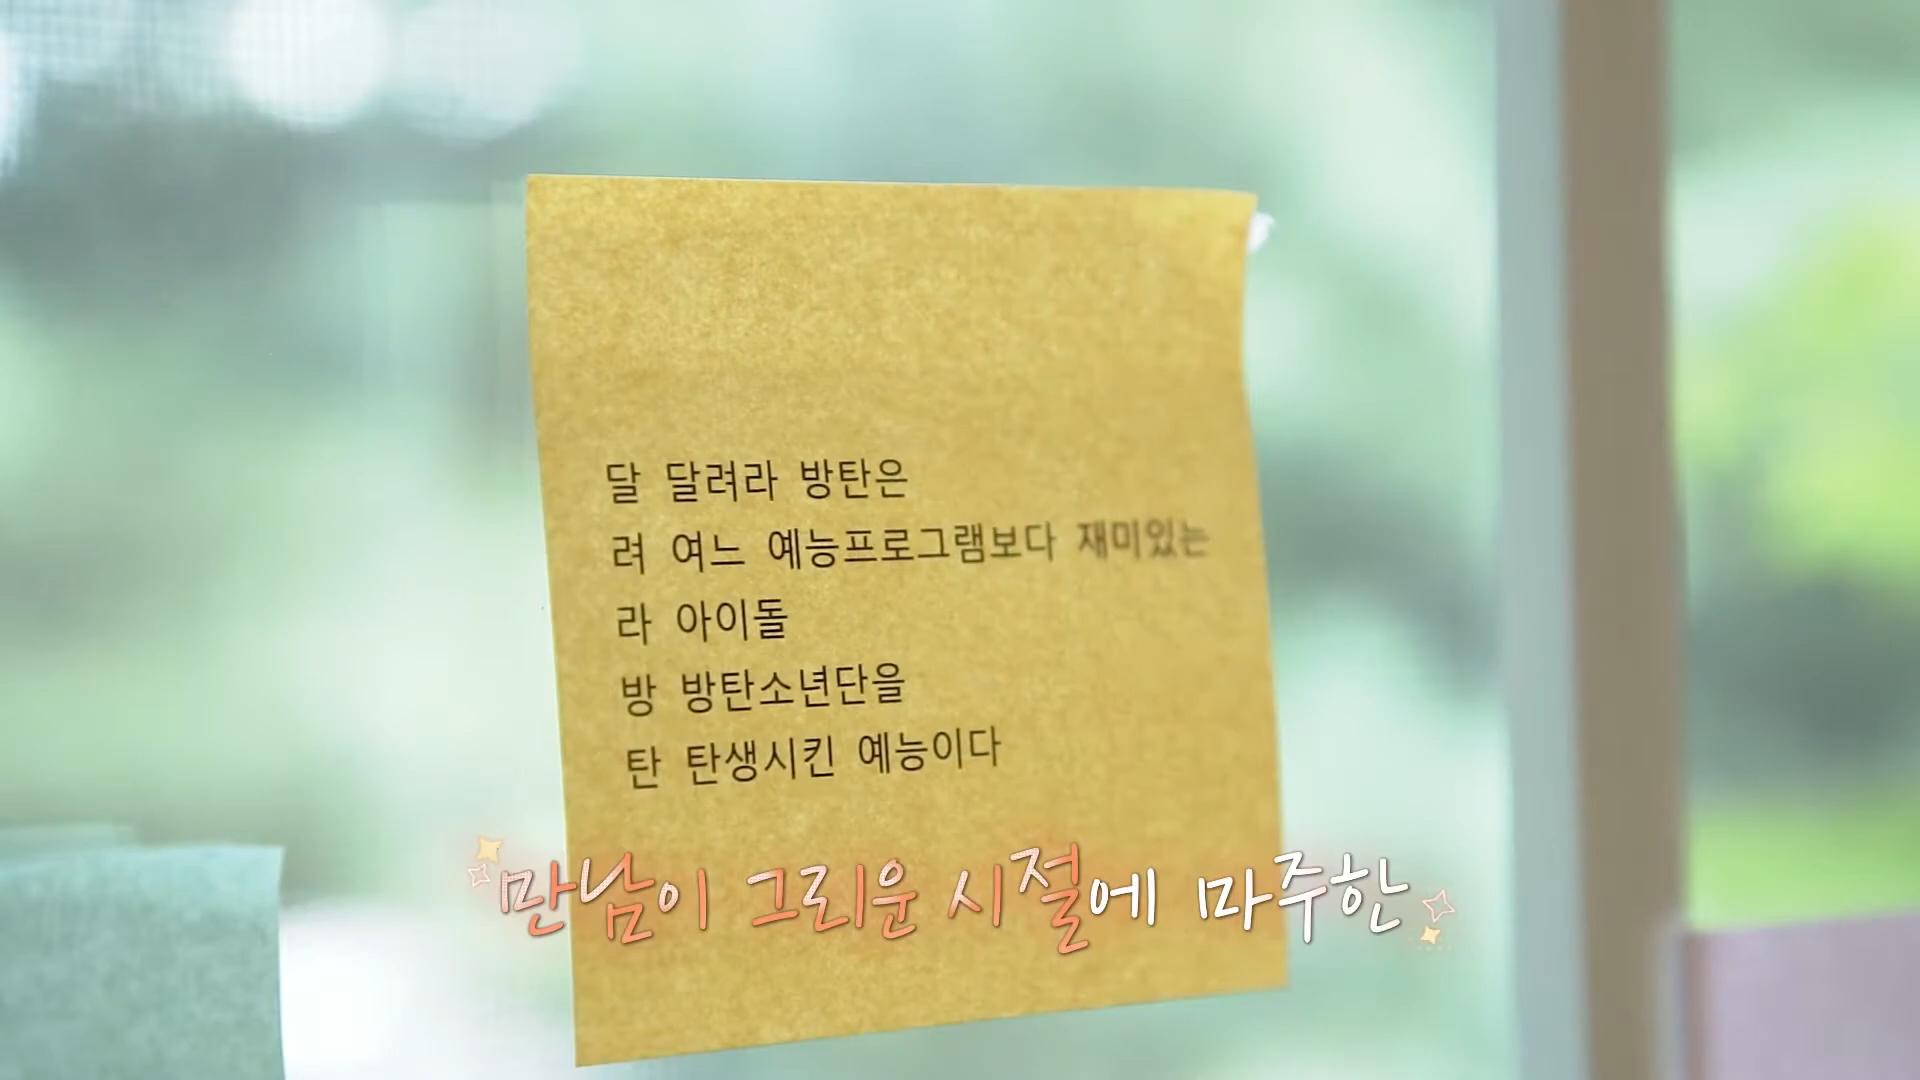 달 달려라 방탄은
려 여느 예능프로그램보다 재미있는
라 아이돌
방 방탄소년단을
탄 탄생시킨 예능이다
만남이 그리운 시절에 마주한